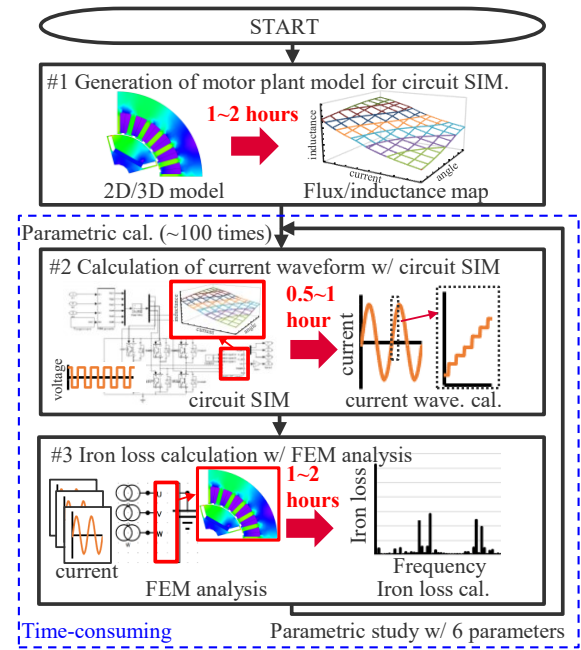 START
#1 Generation of motor plant model for circuit SIM.
1~2 hours
inductance
current
angle
2D/3D model
Flux/inductance map
Parametric cal. (~100 times)
#2 Calculation of current waveform w/ circuit SIM
inductance
current
angle
0.5~1
hour
voltage
current
circuit SIM
current wave. cal.
#3 Iron loss calculation w/ FEM analysis
U
V
W
1~2
hours
Iron loss
current
Frequency
FEM analysis
Iron loss cal.
Time-consuming
Parametric study w/ 6 parameters